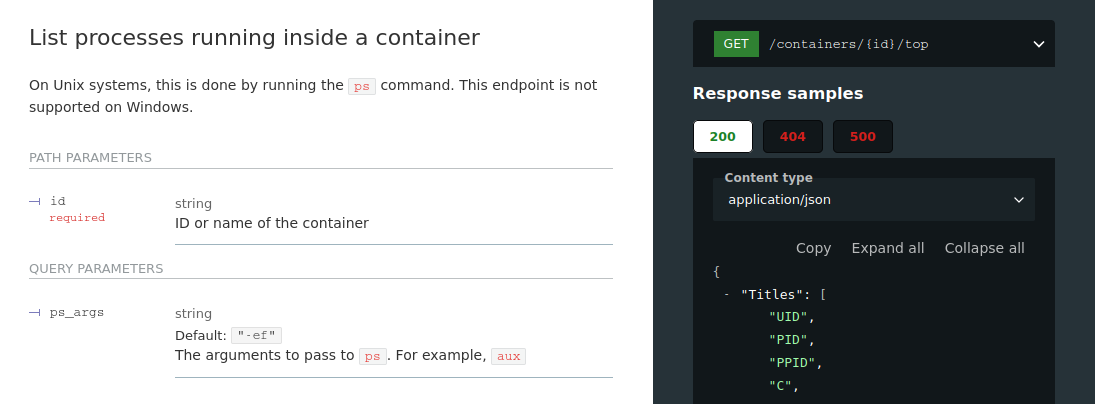 List processes running inside a container
On Unix systems, this is done by running the ps command. This endpoint is not
supported on Windows.
PATH PARAMETERS
id
required
string
ID or name of the container
QUERY PARAMETERS
ps_args
string
Default: "-ef"
The arguments to pass to ps. For example, aux
GET /containers/{id}/top
Response samples
200 404 500
Content type
application/json
Copy Expand all Collapse all
{
- "Titles": [
"UID",
"PID",
"PPID",
"C",